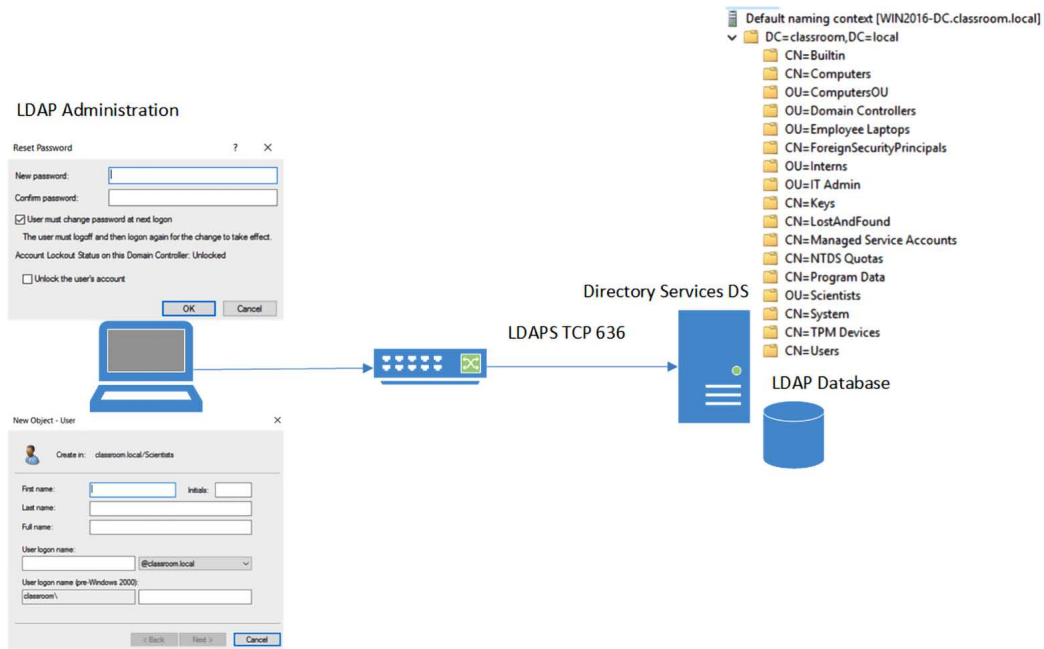 Default naming context [WIN2016-DC.classroom.local]
DC=classroom,DC=local
CN=Builtin
CN=Computers
OU=ComputersOU
OU=Domain Controllers
OU=Employee Laptops
CN=ForeignSecurityPrincipals
OU=Interns
OU=IT Admin
CN=Keys
CN=LostAndFound
CN=Managed Service Accounts
CN=NTDS Quotas
CN=Program Data
OU=Scientists
CN=System
CN=TPM Devices
CN=Users
LDAP Administration
Reset Password ? ×
New password:
Confirm password:
User must change password at next logon
The user must logoff and then logon again for the change to take effect.
Account Lockout Status on this Domain Controller: Unlocked
Unlock the user's account
OK Cancel
Directory Services DS
LDAPS TCP 636
LDAP Database
New Object - User ×
Create in: classroom.local/Scientists
First name: Initials:
Last name:
Full name:
User logon name:
@classroom.local
User logon name (pre-Windows 2000):
classroom\
< Back Next > Cancel